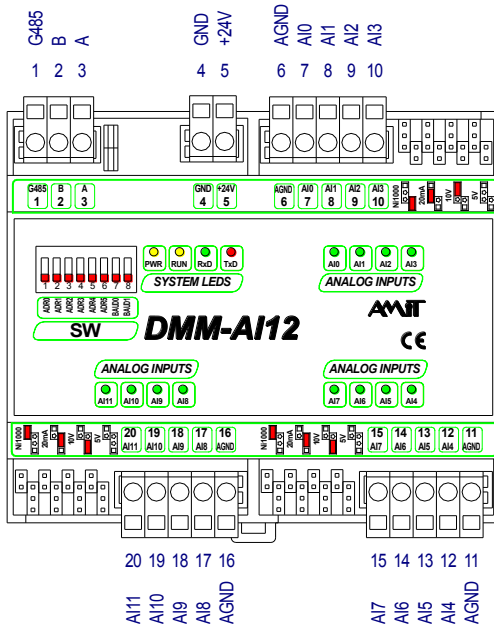 G485 B A GND +24V AGND AI0 AI1 AI2 AI3
1 2 3 4 5 6 7 8 9 10
G485 B A GND +24V AGND AI0 AI1 AI2 AI3
1 2 3 4 5 6 7 8 9 10
Ni1000 20mA 10V 5V
1 2 3 4 5 6 7 8
ADR0 ADR1 ADR2 ADR3 ADR4 ADR5 BAUD0 BAUD1
SW
PWR RUN RxD TxD
SYSTEM LEDS
AI0 AI1 AI2 AI3
ANALOG INPUTS
AMiT
DMM-AI12
CE
ANALOG INPUTS
AI11 AI10 AI9 AI8
ANALOG INPUTS
AI7 AI6 AI5 AI4
Ni1000 20mA 10V 5V
20 19 18 17 16
AI11 AI10 AI9 AI8 AGND
Ni1000 20mA 10V 5V
15 14 13 12 11
AI7 AI6 AI5 AI4 AGND
20 19 18 17 16 15 14 13 12 11
AI11 AI10 AI9 AI8 AGND AI7 AI6 AI5 AI4 AGND